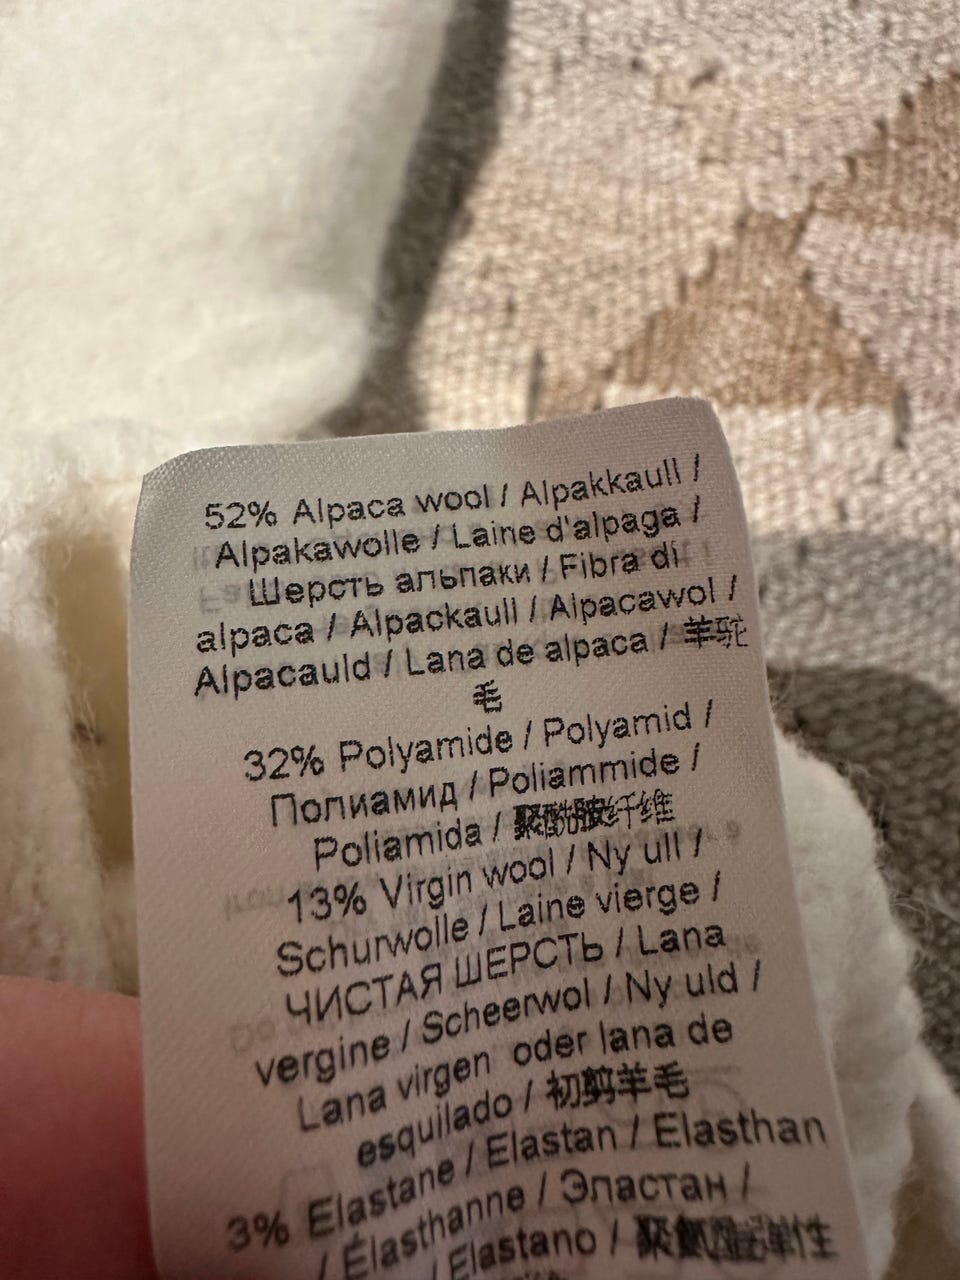 52% Alpaca wool / Alpakkaull /
Alpakawolle / Laine d'alpaga /
Шерсть альпаки / Fibra di
alpaca / Alpackaull / Alpacawol /
Alpacauld / Lana de alpaca / 羊驼
毛
32% Polyamide / Polyamid /
Полиамид / Poliammide /
Poliamida / 聚酰胺纤维
13% Virgin wool / Ny ull /
Schurwolle / Laine vierge /
ЧИСТАЯ ШЕРСТЬ / Lana
vergine / Scheerwol / Ny uld /
Lana virgen oder lana de
esquilado / 初剪羊毛
3% Elastane / Elastan / Elasthan
/ Élasthanne / Эластан /
Elastano /